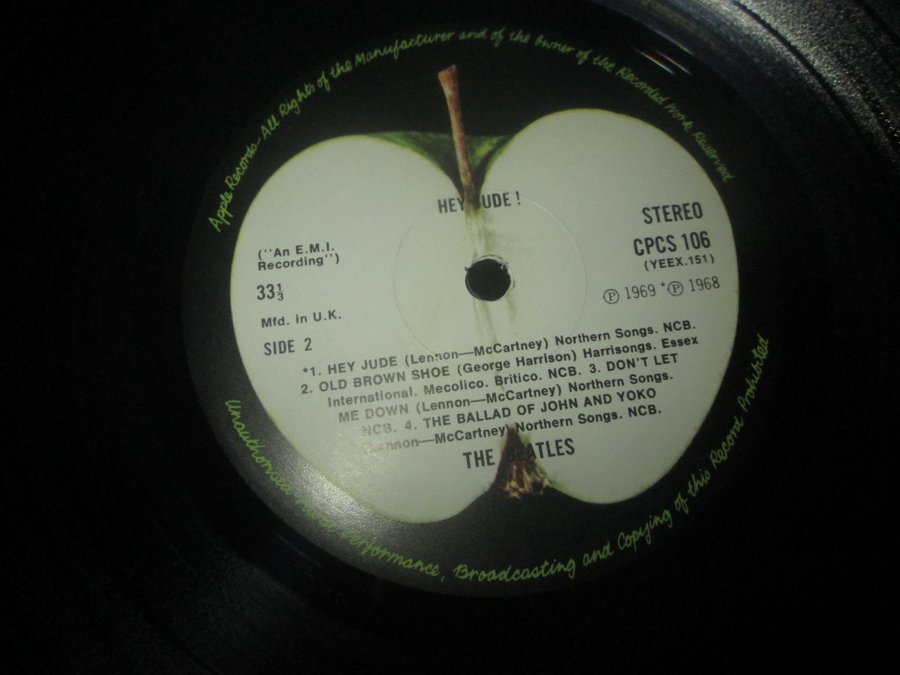 Apple Records—All Rights of the Manufacturer and of the Owner of the Recorded Work Reserved
HEY JUDE !
("An E.M.I.
Recording")
33⅓
Mfd. in U.K.
SIDE 2
STEREO
CPCS 106
(YEEX.151)
℗ 1969 *℗ 1968
*1. HEY JUDE (Lennon—McCartney) Northern Songs. NCB.
2. OLD BROWN SHOE (George Harrison) Harrisongs. Essex
International. Mecolico. Britico. NCB. 3. DON'T LET
ME DOWN (Lennon—McCartney) Northern Songs.
NCB. 4. THE BALLAD OF JOHN AND YOKO
(Lennon—McCartney) Northern Songs. NCB.
THE BEATLES
Unauthorised Public Performance, Broadcasting and Copying of this Record Prohibited